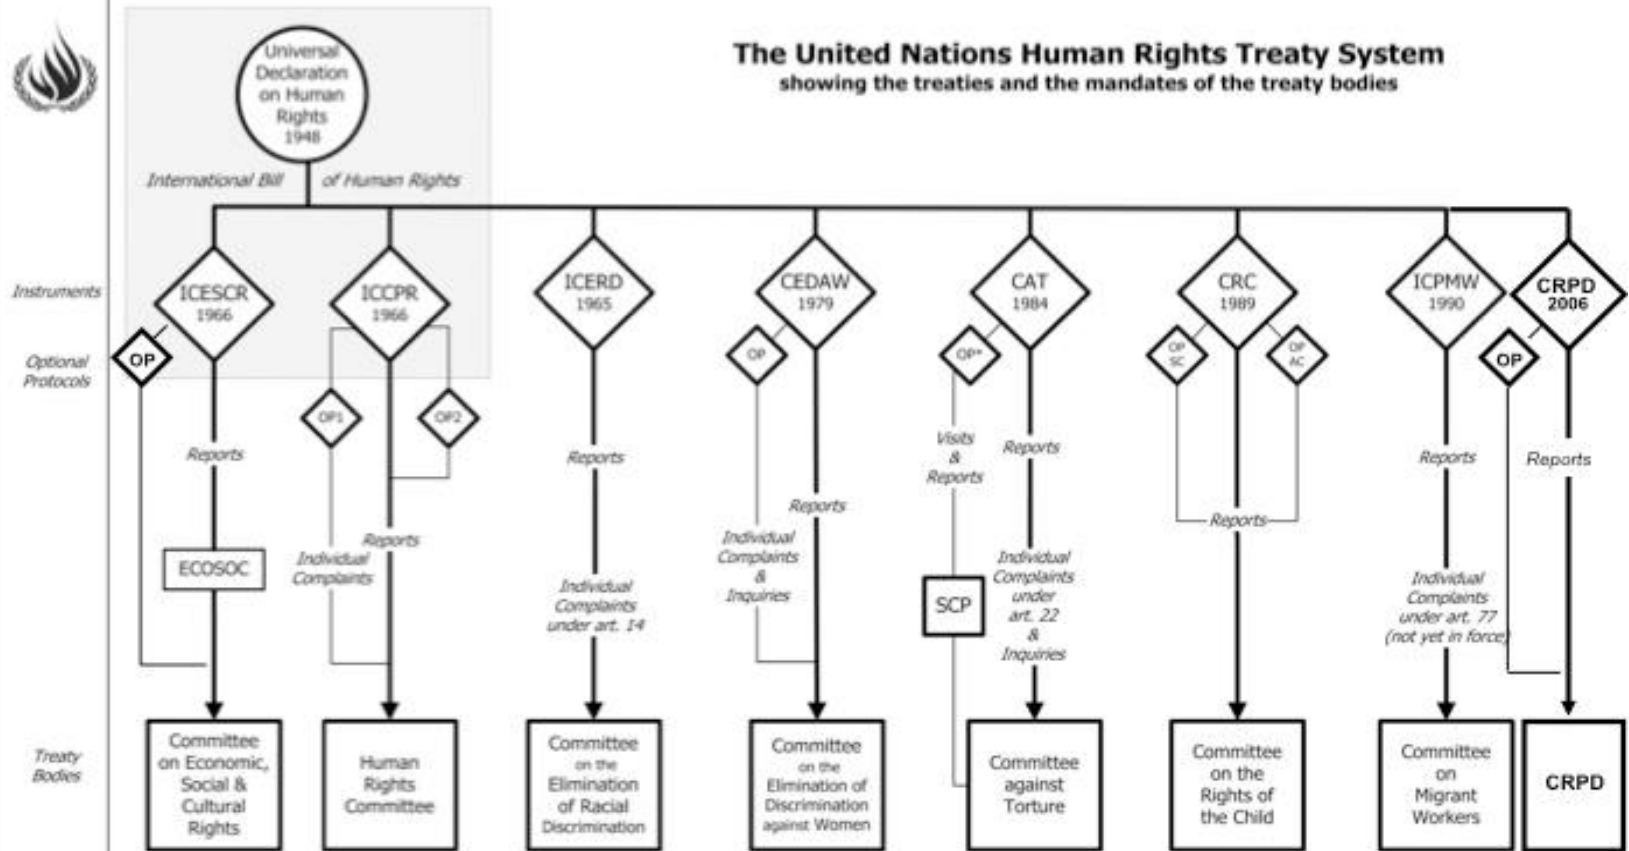 The United Nations Human Rights Treaty System
showing the treaties and the mandates of the treaty bodies
Universal
Declaration
on Human
Rights
1948
International Bill of Human Rights
Instruments
ICESCR
1966
ICCPR
1966
ICERD
1965
CEDAW
1979
CAT
1984
CRC
1989
ICPMW
1990
CRPD
2006
Optional
Protocols
OP
OP1
OP2
OP
OP*
OP
SC
OP
AC
OP
Reports
ECOSOC
Individual
Complaints
Reports
Reports
Individual
Complaints
under art. 14
Individual
Complaints
&
Inquiries
Reports
Visits
&
Reports
SCP
Reports
Individual
Complaints
under
art. 22
&
Inquiries
Reports
Reports
Individual
Complaints
under art. 77
(not yet in force)
Reports
Treaty
Bodies
Committee
on Economic,
Social &
Cultural
Rights
Human
Rights
Committee
Committee
on the
Elimination
of Racial
Discrimination
Committee
on the
Elimination of
Discrimination
against Women
Committee
against
Torture
Committee
on the
Rights of
the Child
Committee
on
Migrant
Workers
CRPD